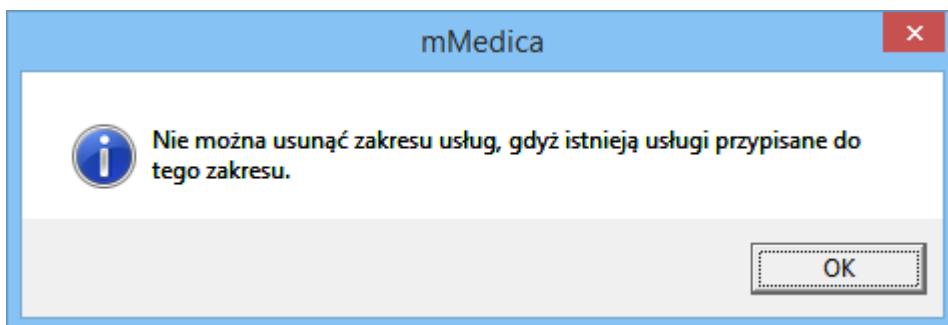 mMedica
Nie można usunąć zakresu usług, gdyż istnieją usługi przypisane do
tego zakresu.
OK